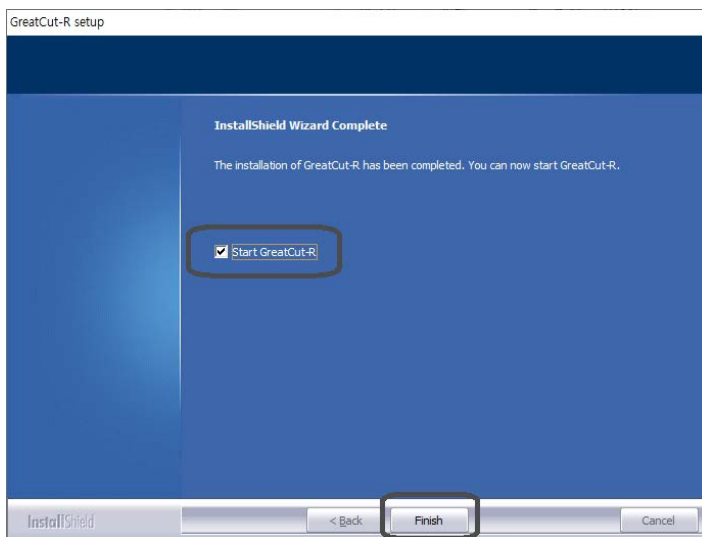 GreatCut-R setup
InstallShield Wizard Complete
The installation of GreatCut-R has been completed. You can now start GreatCut-R.
Start GreatCut-R
InstallShield
< Back
Finish
Cancel